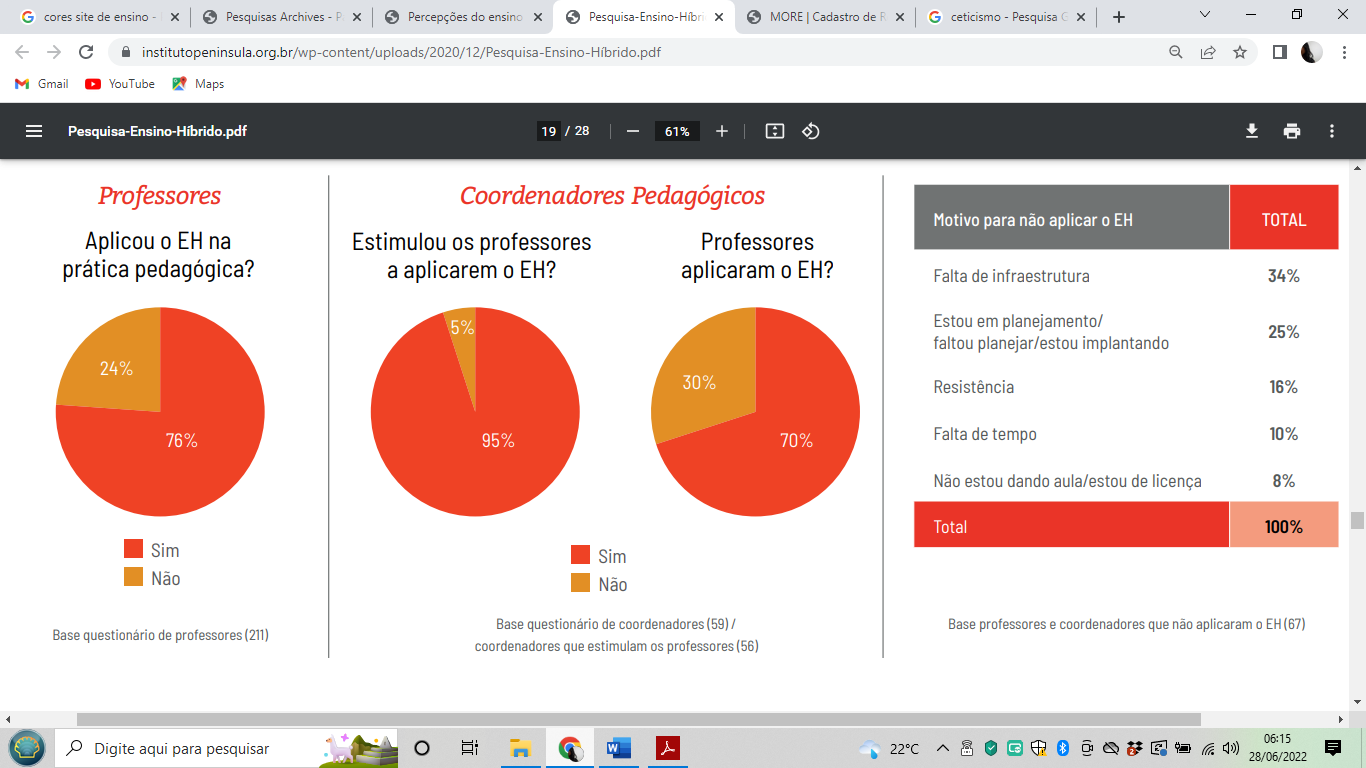 cores site de ensino -
Pesquisas Archives - P
Percepções do ensino
Pesquisa-Ensino-Híbri
MORE | Cadastro de R
ceticismo - Pesquisa G
institutopeninsula.org.br/wp-content/uploads/2020/12/Pesquisa-Ensino-Híbrido.pdf
Gmail
YouTube
Maps
Pesquisa-Ensino-Híbrido.pdf
19 / 28
61%
Professores
Aplicou o EH na
prática pedagógica?
24%
76%
Sim
Não
Base questionário de professores (211)
Coordenadores Pedagógicos
Estimulou os professores
a aplicarem o EH?
5%
95%
Professores
aplicaram o EH?
30%
70%
Sim
Não
Base questionário de coordenadores (59) /
coordenadores que estimulam os professores (56)
Motivo para não aplicar o EH TOTAL
Falta de infraestrutura 34%
Estou em planejamento/
faltou planejar/estou implantando 25%
Resistência 16%
Falta de tempo 10%
Não estou dando aula/estou de licença 8%
Total 100%
Base professores e coordenadores que não aplicaram o EH (67)
Digite aqui para pesquisar
22°C
06:15
28/06/2022